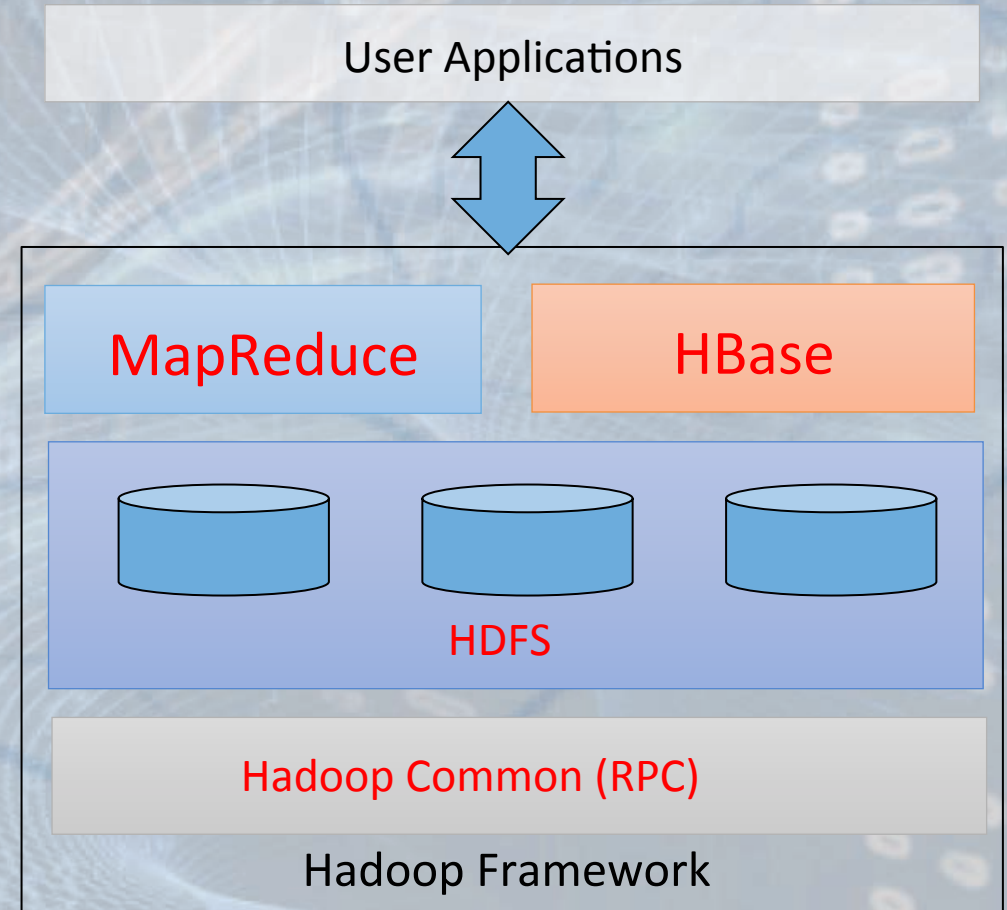 User Applications
MapReduce
HBase
HDFS
Hadoop Common (RPC)
Hadoop Framework